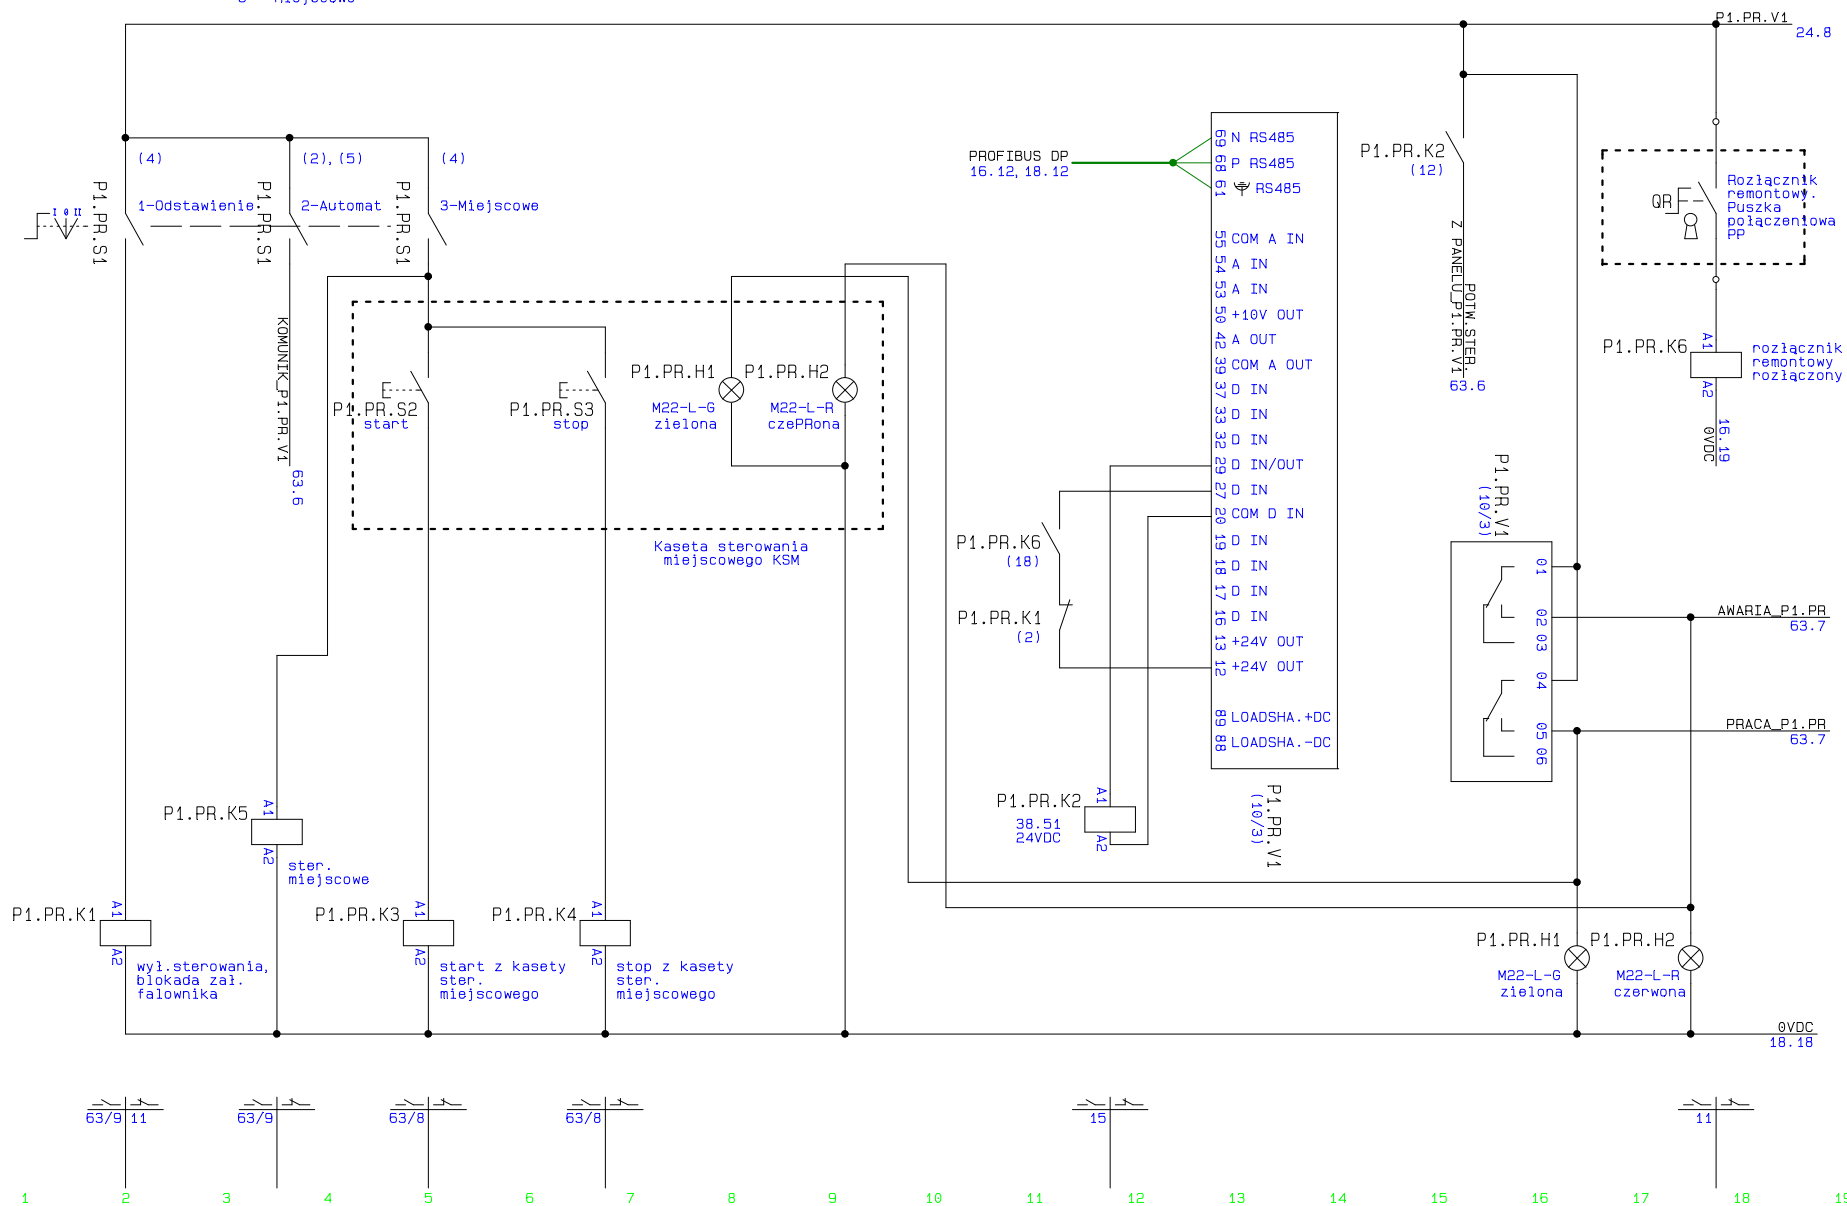 P1.PR.V1
24.8
(4)
(2),(5)
(4)
P1.PR.S1
P1.PR.S1
P1.PR.S1
I 0 II
1-Odstawienie
2-Automat
3-Miejscowe
KOMUNIK_P1.PR.V1
63.6
P1.PR.S2
start
P1.PR.S3
stop
P1.PR.H1
M22-L-G
zielona
P1.PR.H2
M22-L-R
czePRona
Kaseta sterowania
miejscowego KSM
PROFIBUS DP
16.12,18.12
69 N RS485
68 P RS485
61 RS485
55 COM A IN
54 A IN
53 A IN
50 +10V OUT
42 A OUT
39 COM A OUT
37 D IN
33 D IN
32 D IN
29 D IN/OUT
27 D IN
20 COM D IN
19 D IN
18 D IN
17 D IN
16 D IN
13 +24V OUT
12 +24V OUT
89 LOADSHA.+DC
88 LOADSHA.-DC
P1.PR.V1
(10/3)
P1.PR.K6
(18)
P1.PR.K1
(2)
P1.PR.K2
38.51
24VDC
A1
A2
P1.PR.K2
(12)
POTW.STER.
Z PANELU_P1.PR.V1
63.6
QR
Rozłącznik
remontowy.
Puszka
połączeniowa
PP
P1.PR.K6
A1
A2
rozłącznik
remontowy
rozłączony
16.19
0VDC
P1.PR.V1
(10/3)
01
02
03
04
05
06
AWARIA_P1.PR
63.7
PRACA_P1.PR
63.7
P1.PR.K5
A1
A2
ster.
miejscowe
P1.PR.K1
A1
A2
wył.sterowania,
blokada zał.
falownika
P1.PR.K3
A1
A2
start z kasety
ster.
miejscowego
P1.PR.K4
A1
A2
stop z kasety
ster.
miejscowego
P1.PR.H1
M22-L-G
zielona
P1.PR.H2
M22-L-R
czerwona
0VDC
18.18
63/9 11
63/9
63/8
63/8
15
11
1 2 3 4 5 6 7 8 9 10 11 12 13 14 15 16 17 18